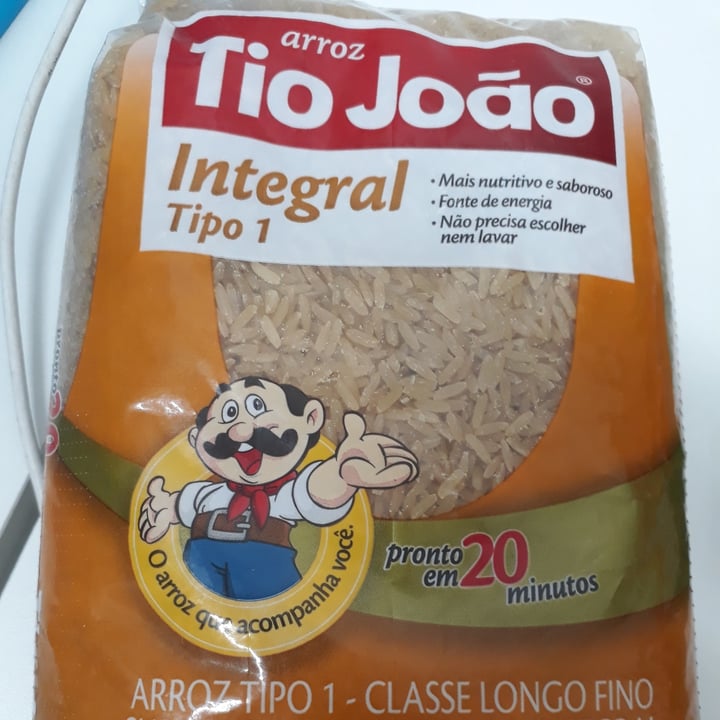 arroz
Tio João®
Integral
Tipo 1
• Mais nutritivo e saboroso
• Fonte de energia
• Não precisa escolher
nem lavar
O arroz que acompanha você.
pronto
em 20
minutos
ARROZ TIPO 1 - CLASSE LONGO FINO